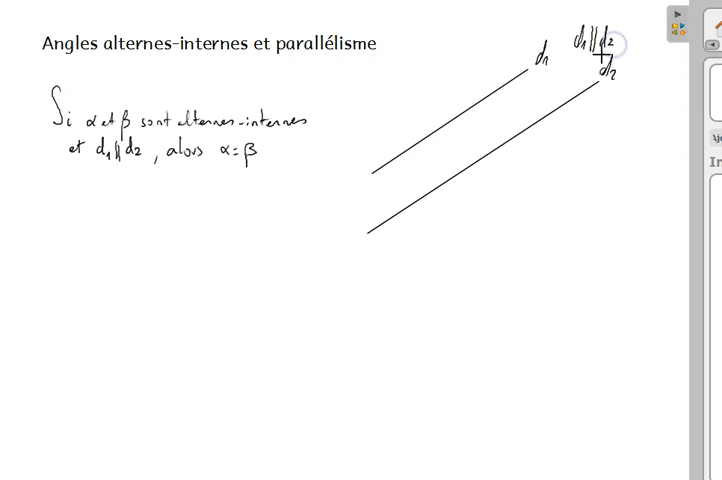 Angles alternes-internes et parallélisme
Si α et β sont alternes-internes
et d1 || d2 , alors α = β
d1
d1 || d2
d2